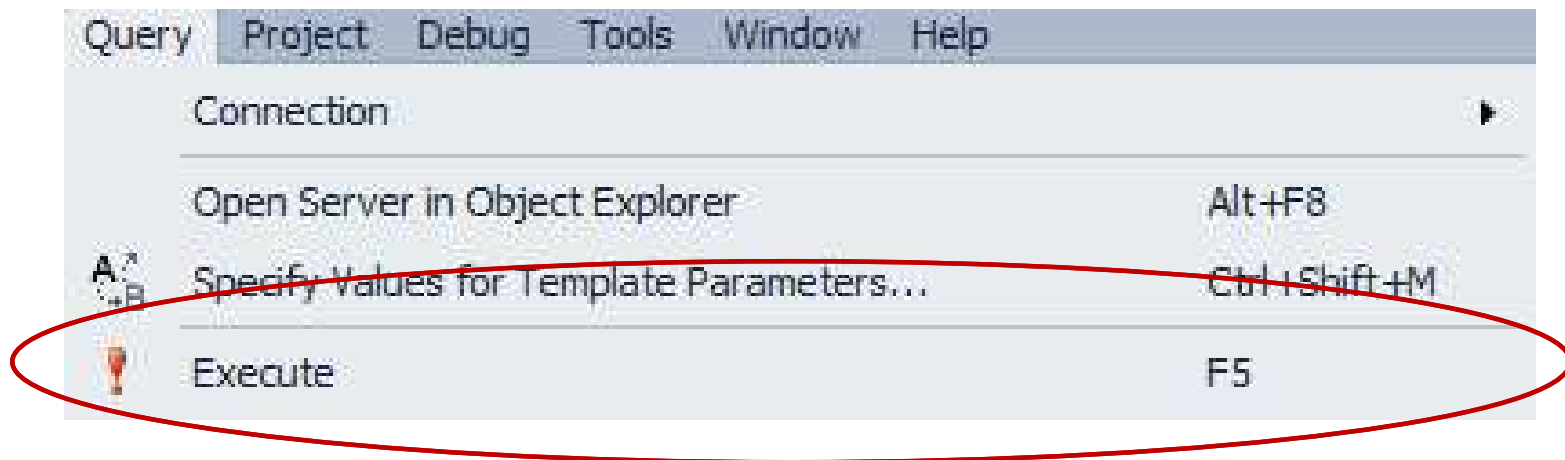 Query Project Debug Tools Window Help
Connection
Open Server in Object Explorer Alt+F8
Specify Values for Template Parameters... Ctrl+Shift+M
Execute F5